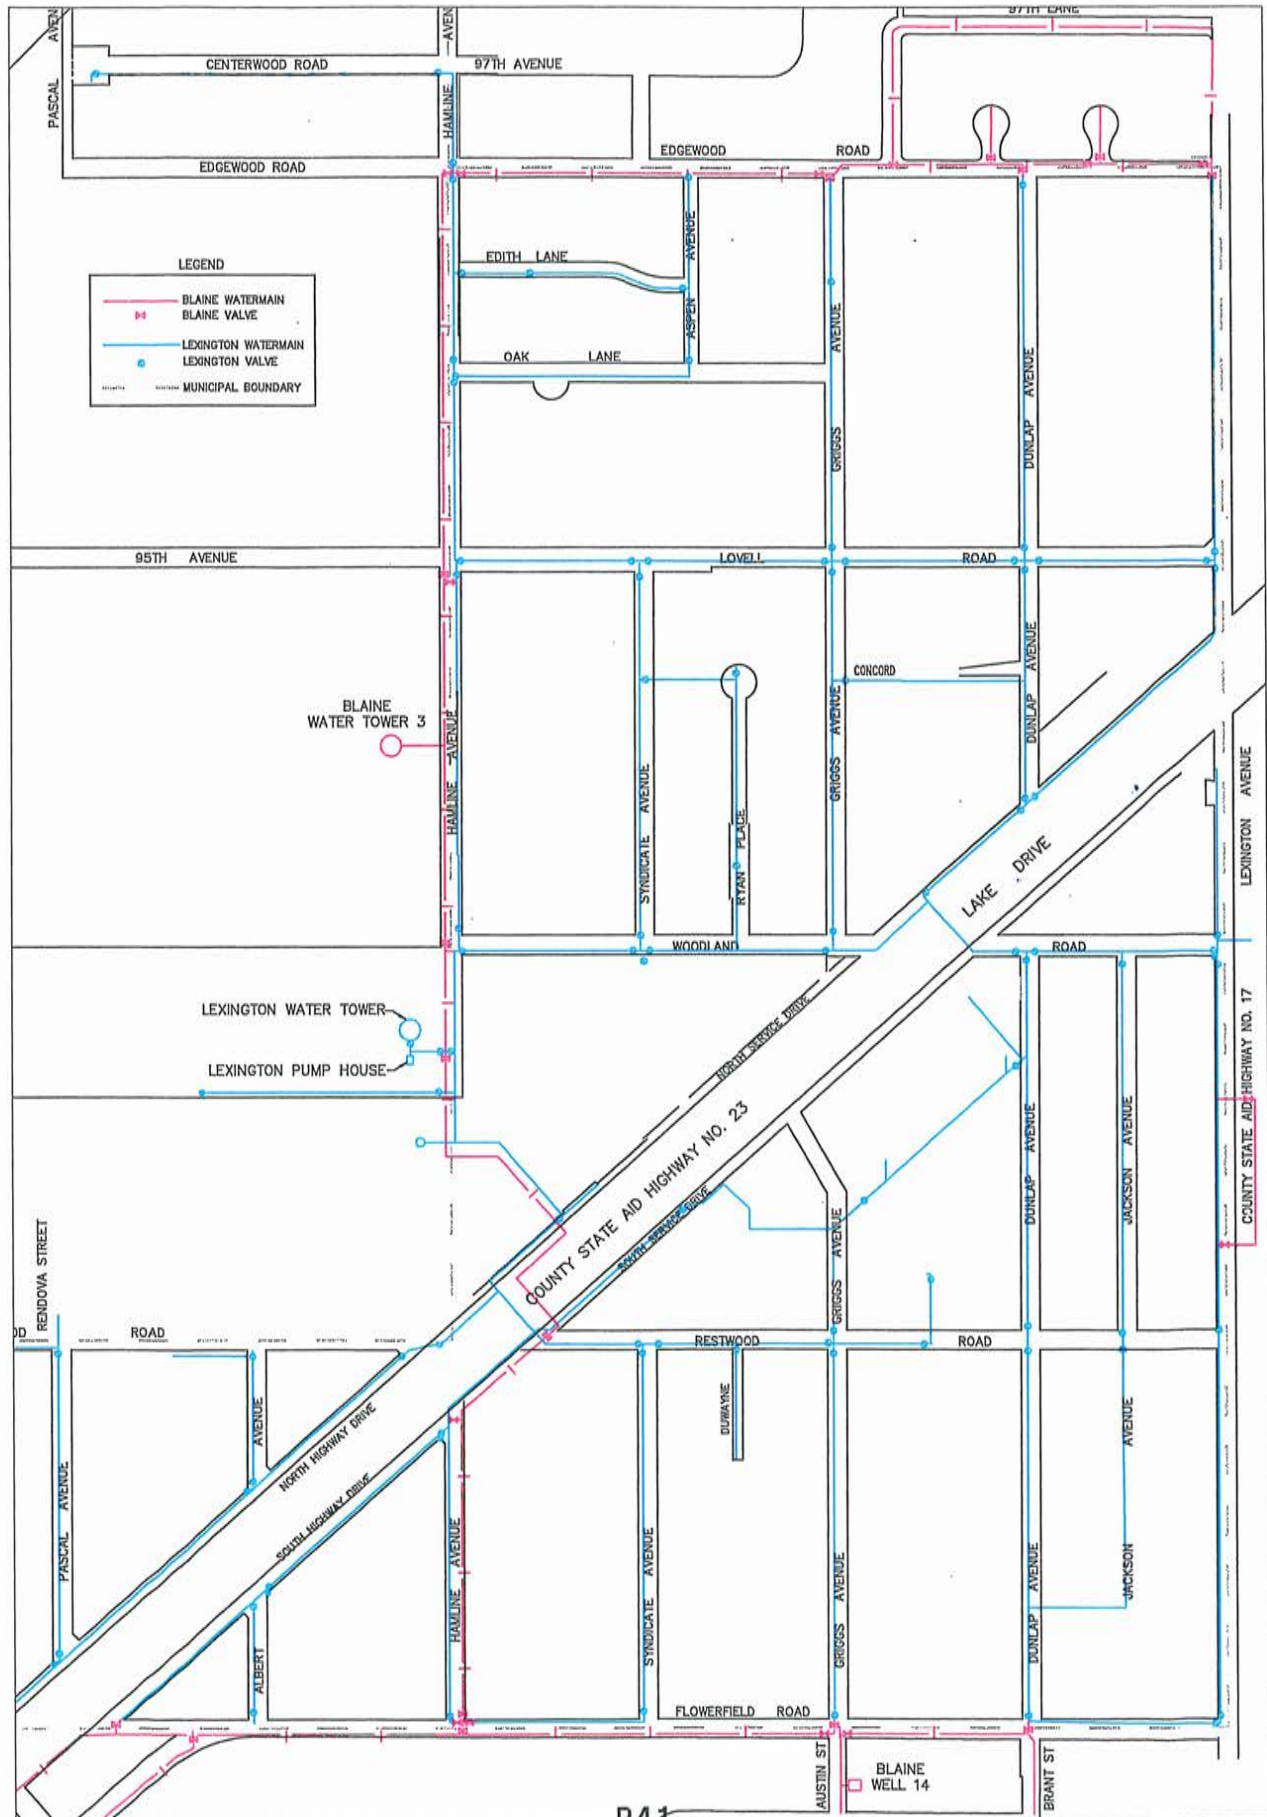 97TH LANE
PASCAL AVEN
HAMLINE AVEN
CENTERWOOD ROAD
97TH AVENUE
EDGEWOOD ROAD
EDGEWOOD ROAD
LEGEND
BLAINE WATERMAIN
BLAINE VALVE
LEXINGTON WATERMAIN
LEXINGTON VALVE
MUNICIPAL BOUNDARY
EDITH LANE
ASPEN AVENUE
OAK LANE
GRIGGS AVENUE
DUNLAP AVENUE
95TH AVENUE
LOVELL ROAD
CONCORD
BLAINE
WATER TOWER 3
HAMLINE AVENUE
SYNDICATE AVENUE
RYAN PLACE
GRIGGS AVENUE
DUNLAP AVENUE
LAKE DRIVE
LEXINGTON AVENUE
WOODLAND ROAD
LEXINGTON WATER TOWER
LEXINGTON PUMP HOUSE
NORTH SERVICE DRIVE
COUNTY STATE AID HIGHWAY NO. 23
SOUTH SERVICE DRIVE
GRIGGS AVENUE
DUNLAP AVENUE
JACKSON AVENUE
COUNTY STATE AID HIGHWAY NO. 17
RENDOVA STREET
OD ROAD
RESTWOOD ROAD
DUWAYNE
AVENUE
NORTH HIGHWAY DRIVE
SOUTH HIGHWAY DRIVE
PASCAL AVENUE
ALBERT
HAMLINE AVENUE
SYNDICATE AVENUE
GRIGGS AVENUE
DUNLAP AVENUE
JACKSON AVENUE
FLOWERFIELD ROAD
AUSTIN ST
BLAINE
WELL 14
BRANT ST